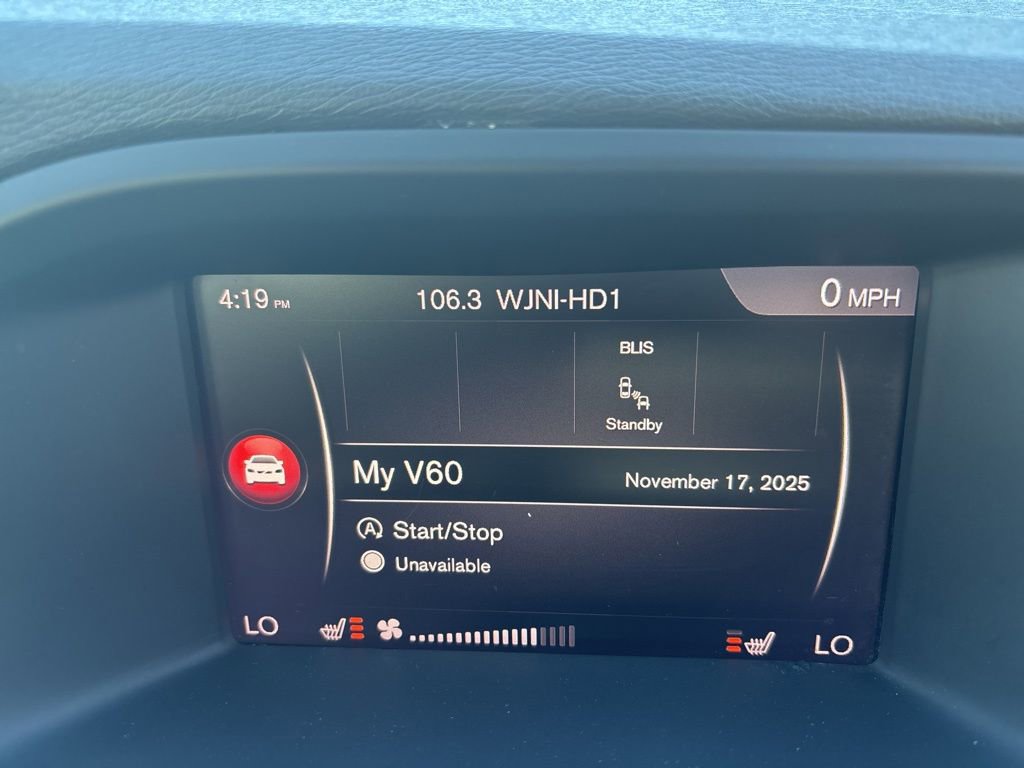 4:19 PM
106.3 WJNI-HD1
0 MPH
BLIS
Standby
My V60
November 17, 2025
A Start/Stop
Unavailable
LO
LO